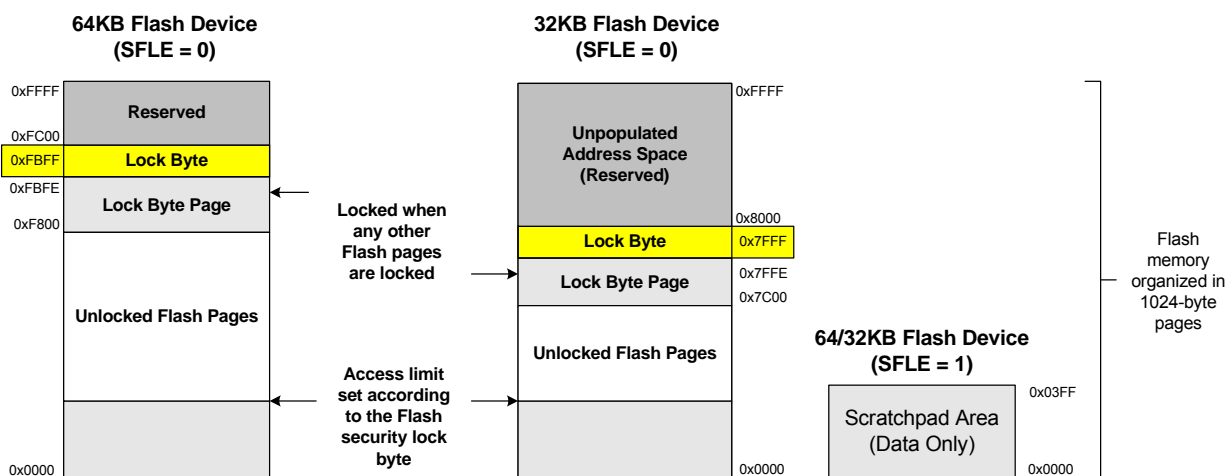 64KB Flash Device
(SFLE = 0)
0xFFFF
Reserved
0xFC00
0xFBFF
Lock Byte
0xFBFE
Lock Byte Page
0xF800
Unlocked Flash Pages
0x0000
Locked when
any other
Flash pages
are locked
Access limit
set according
to the Flash
security lock
byte
32KB Flash Device
(SFLE = 0)
0xFFFF
Unpopulated
Address Space
(Reserved)
0x8000
Lock Byte
0x7FFF
0x7FFE
Lock Byte Page
0x7C00
Unlocked Flash Pages
0x0000
64/32KB Flash Device
(SFLE = 1)
0x03FF
Scratchpad Area
(Data Only)
0x0000
Flash
memory
organized in
1024-byte
pages